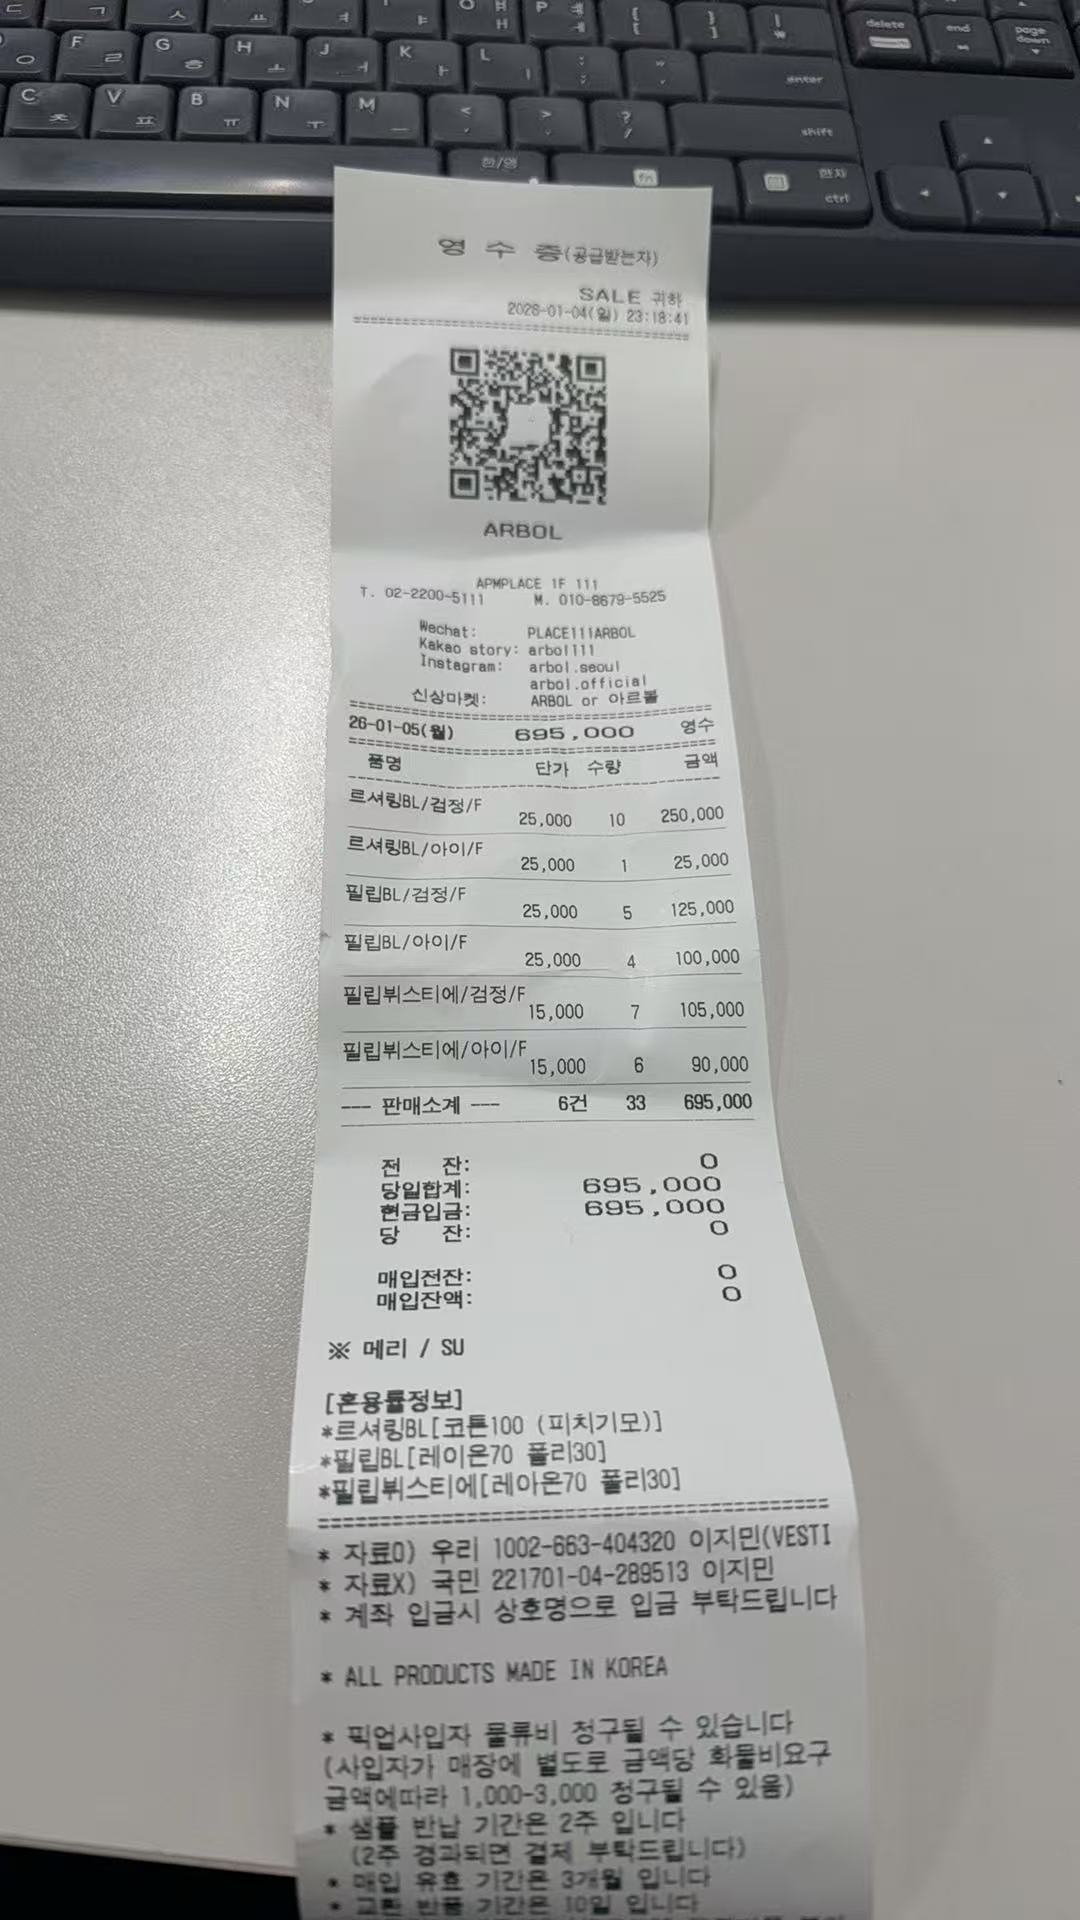 영 수 증(공급받는자)
SALE 귀하
2026-01-04(일) 23:18:41
ARBOL
APMPLACE 1F 111
T. 02-2200-5111 M. 010-8679-5525
Wechat: PLACE111ARBOL
Kakao story: arbol111
Instagram: arbol.seoul
arbol.official
신상마켓: ARBOL or 아르볼
26-01-05(월) 695,000 영수
품명 단가 수량 금액
르셔링BL/검정/F
25,000 10 250,000
르셔링BL/아이/F
25,000 1 25,000
필립BL/검정/F
25,000 5 125,000
필립BL/아이/F
25,000 4 100,000
필립뷔스티에/검정/F
15,000 7 105,000
필립뷔스티에/아이/F
15,000 6 90,000
--- 판매소계 --- 6건 33 695,000
전 잔: 0
당일합계: 695,000
현금입금: 695,000
당 잔: 0
매입전잔: 0
매입잔액: 0
※ 메리 / SU
[혼용률정보]
*르셔링BL[코튼100 (피치기모)]
*필립BL[레이온70 폴리30]
*필립뷔스티에[레아온70 폴리30]
* 자료O) 우리 1002-663-404320 이지민(VESTI
* 자료X) 국민 221701-04-289513 이지민
* 계좌 입금시 상호명으로 입금 부탁드립니다
* ALL PRODUCTS MADE IN KOREA
* 픽업사입자 물류비 청구될 수 있습니다
(사입자가 매장에 별도로 금액당 화물비요구
금액에따라 1,000-3,000 청구될 수 있음)
* 샘플 반납 기간은 2주 입니다
(2주 경과되면 결제 부탁드립니다)
* 매입 유효 기간은 3개월 입니다
* 교환 반품 기간은 10일 입니다
delete
end
page down
F ㄹ
G ㅎ
H ㅗ
J ㅓ
K ㅏ
L ㅣ
enter
C ㅊ
V ㅍ
B ㅠ
N ㅜ
M ㅡ
shift
한/영
fn
한자
ctrl